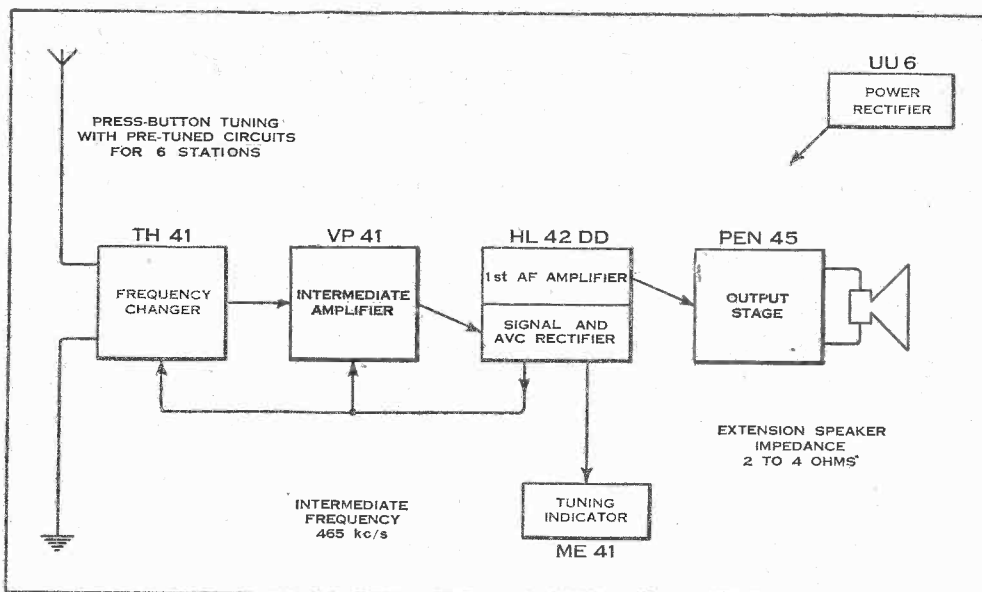 UU 6
POWER
RECTIFIER
PRESS-BUTTON TUNING
WITH PRE-TUNED CIRCUITS
FOR 6 STATIONS
TH 41
FREQUENCY
CHANGER
VP 41
INTERMEDIATE
AMPLIFIER
HL 42 DD
1st AF AMPLIFIER
SIGNAL AND
AVC RECTIFIER
PEN 45
OUTPUT
STAGE
EXTENSION SPEAKER
IMPEDANCE
2 TO 4 OHMS
INTERMEDIATE
FREQUENCY
465 kc/s
TUNING
INDICATOR
ME 41